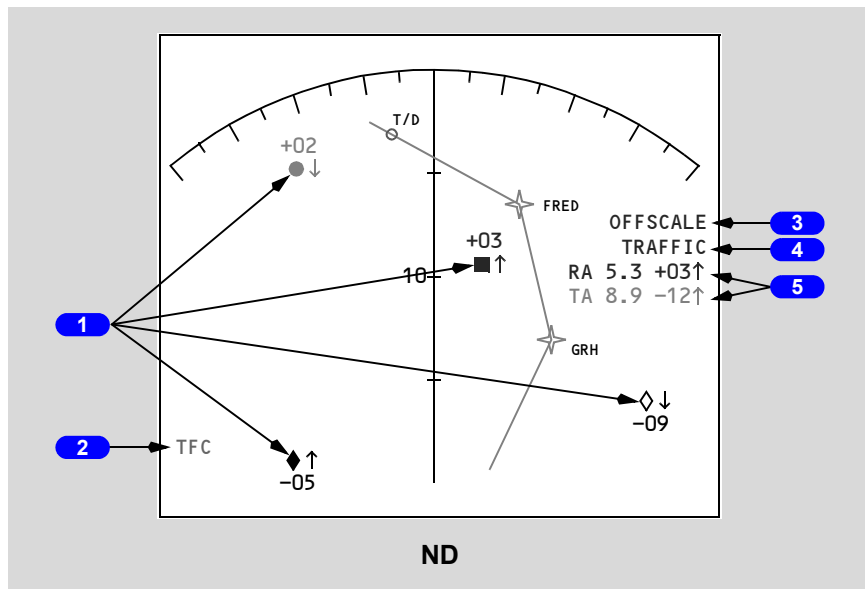 T/D
+02
↓
FRED
OFFSCALE
3
TRAFFIC
4
+03
↑
10
RA 5.3 +03↑
TA 8.9 -12↑
5
1
GRH
↓
-09
2
TFC
↑
-05
ND